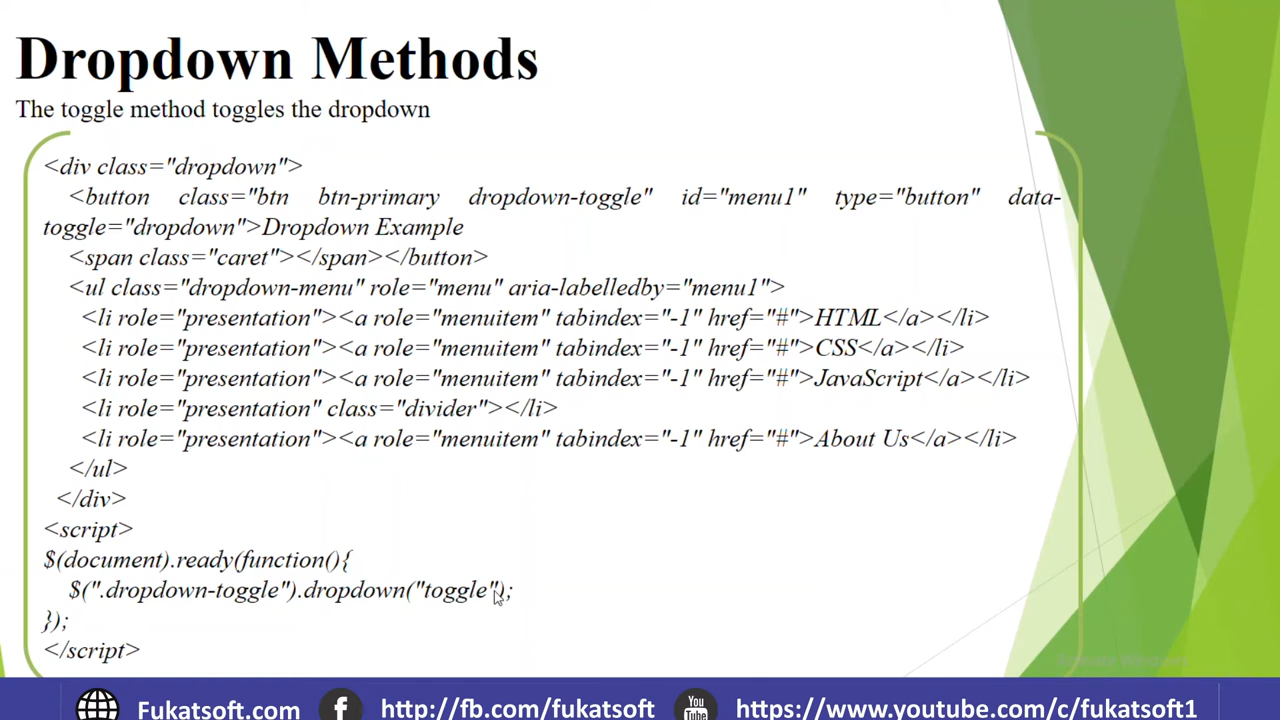 Dropdown Methods
The toggle method toggles the dropdown
<div class="dropdown">
<button class="btn btn-primary dropdown-toggle" id="menu1" type="button" data-
toggle="dropdown">Dropdown Example
<span class="caret"></span></button>
<ul class="dropdown-menu" role="menu" aria-labelledby="menu1">
<li role="presentation"><a role="menuitem" tabindex="-1" href="#">HTML</a></li>
<li role="presentation"><a role="menuitem" tabindex="-1" href="#">CSS</a></li>
<li role="presentation"><a role="menuitem" tabindex="-1" href="#">JavaScript</a></li>
<li role="presentation" class="divider"></li>
<li role="presentation"><a role="menuitem" tabindex="-1" href="#">About Us</a></li>
</ul>
</div>
<script>
$(document).ready(function(){
$(".dropdown-toggle").dropdown("toggle");
});
</script>
Activate Windows
Fukatsoft.com f http://fb.com/fukatsoft You Tube https://www.youtube.com/c/fukatsoft1